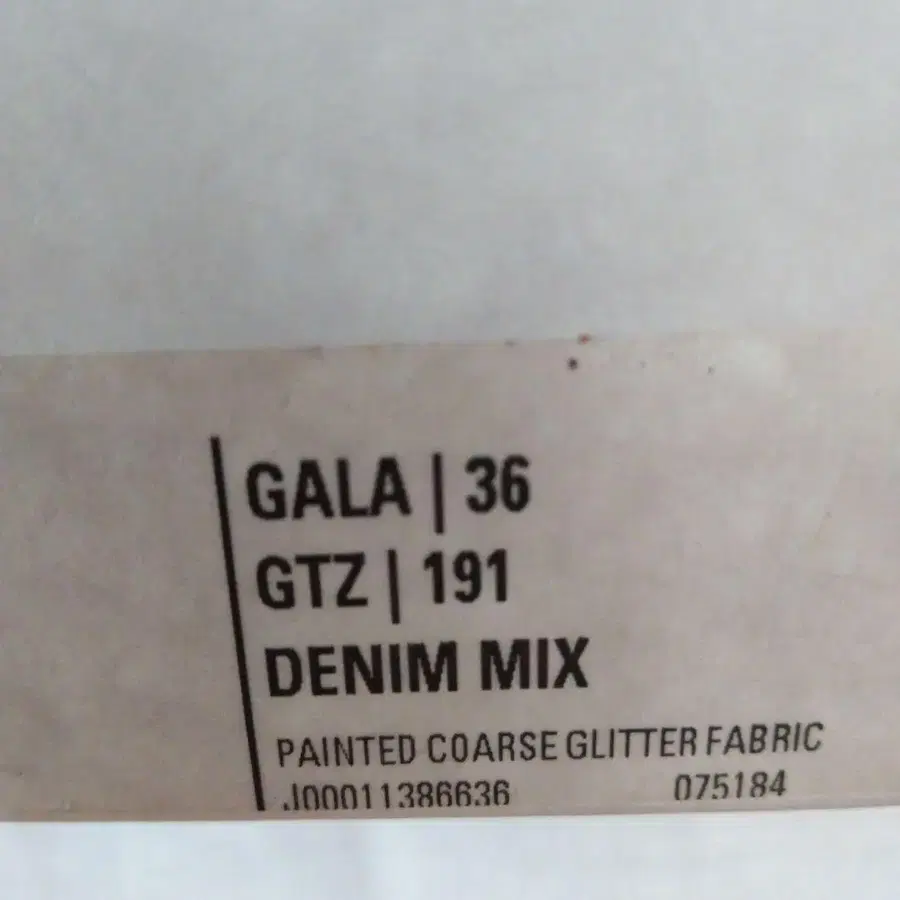 GALA | 36
GTZ | 191
DENIM MIX
PAINTED COARSE GLITTER FABRIC
J00011386636 075184